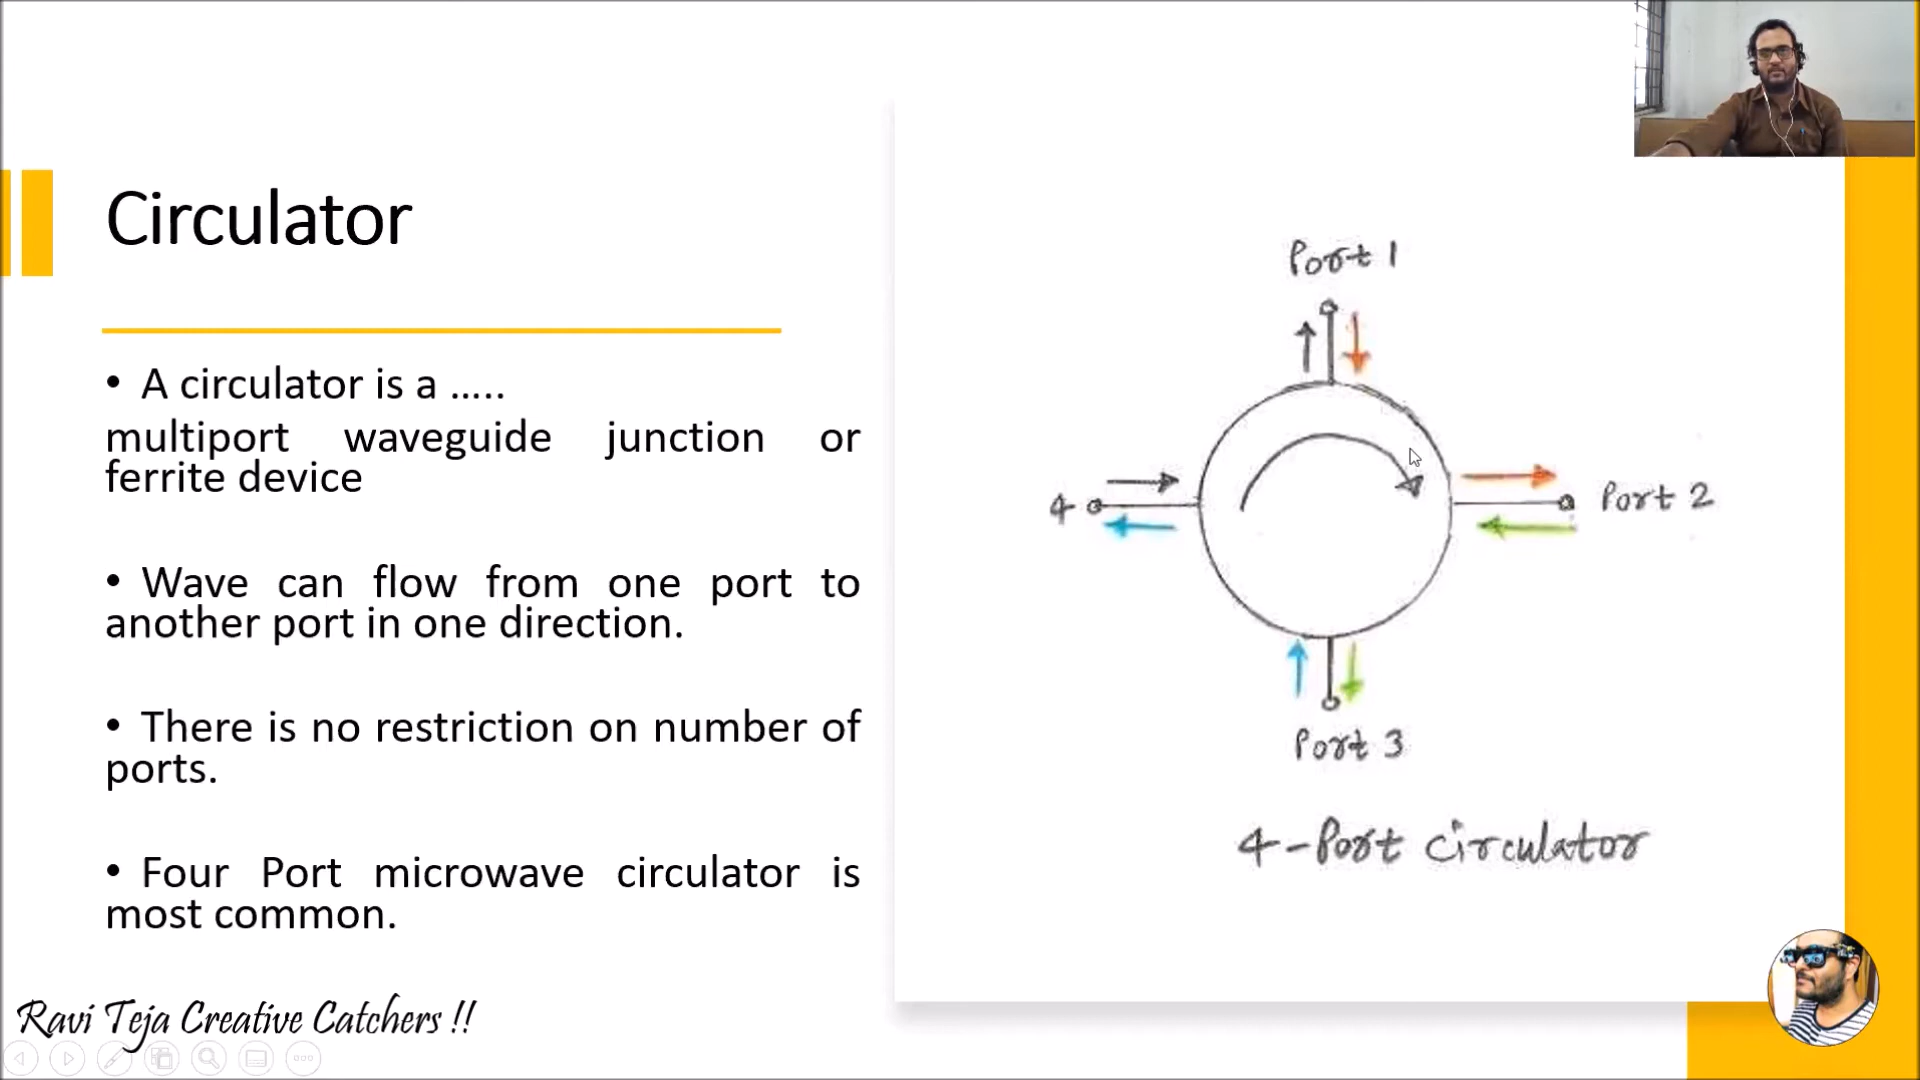 Circulator
• A circulator is a .....
multiport waveguide junction or
ferrite device
• Wave can flow from one port to
another port in one direction.
• There is no restriction on number of
ports.
• Four Port microwave circulator is
most common.
Port 1
4
Port 2
Port 3
4-Port circulator
Ravi Teja Creative Catchers !!